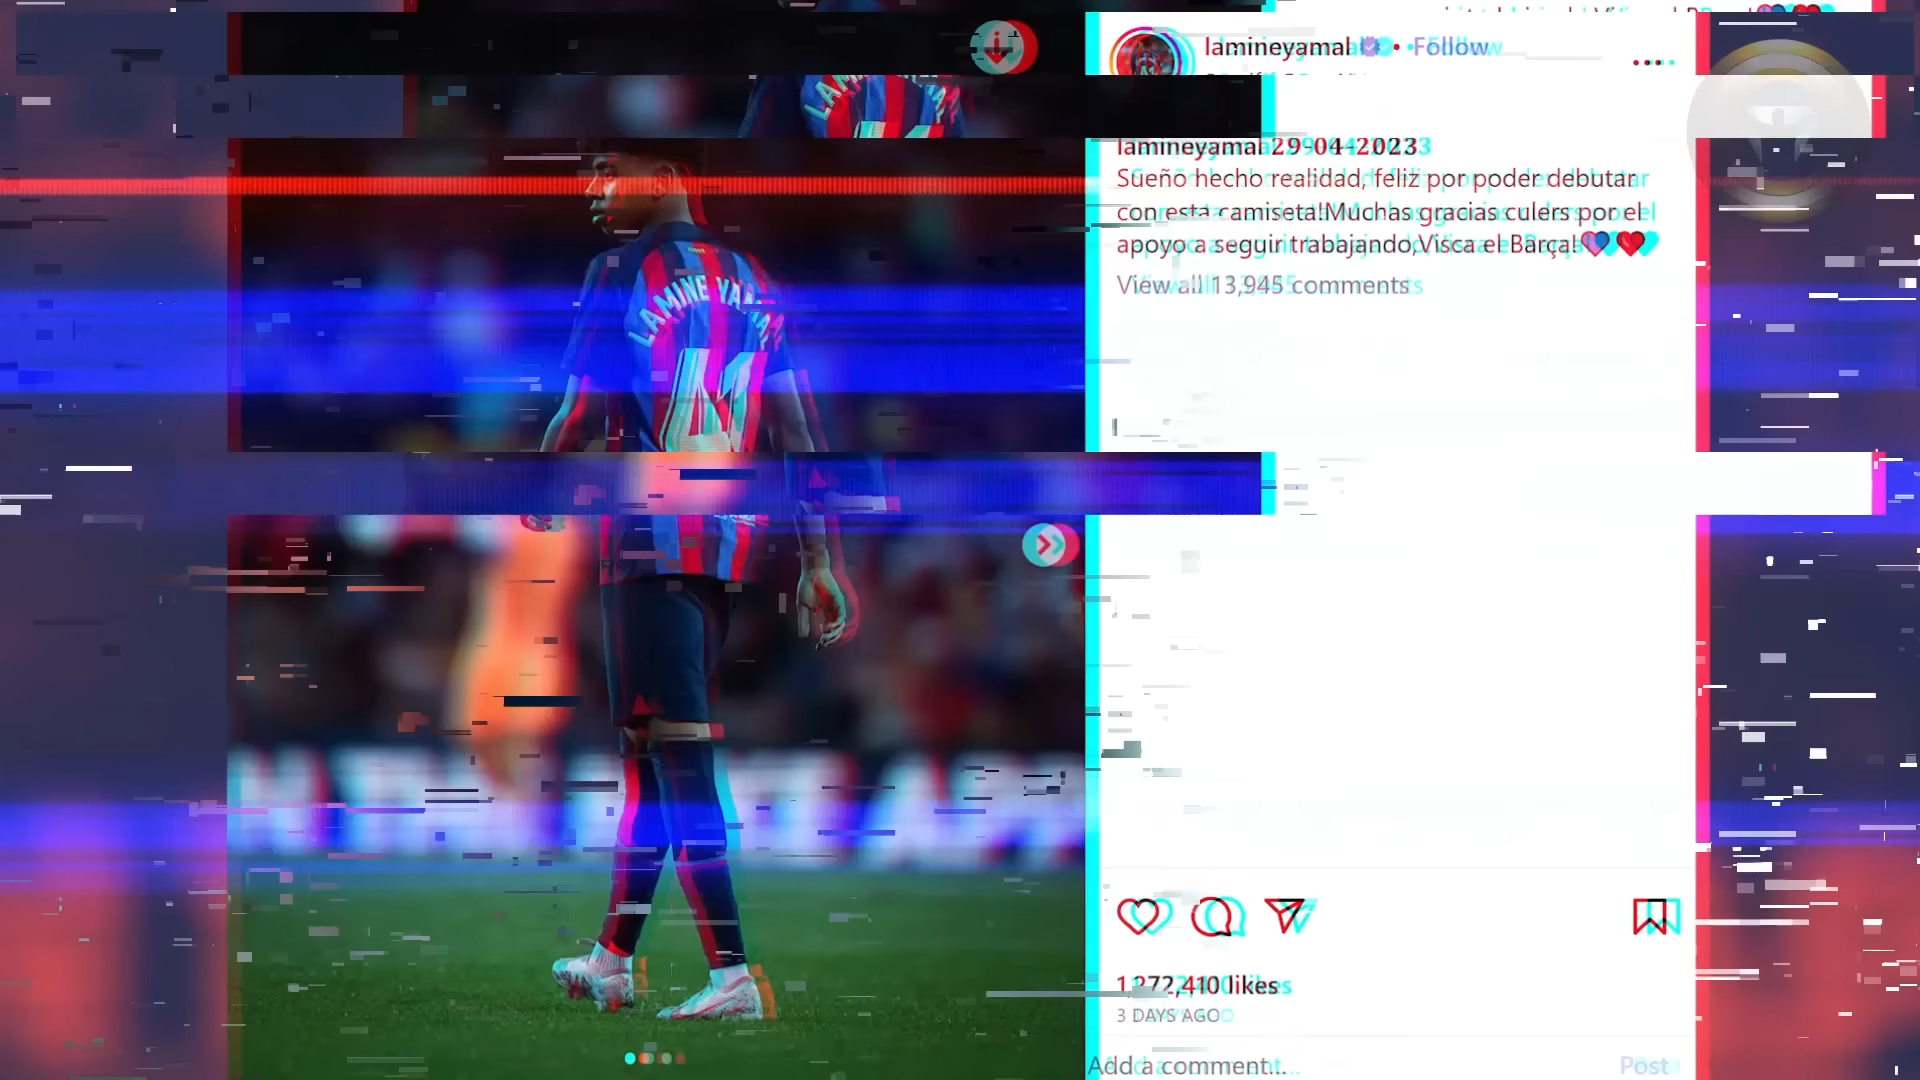 lamineyamal • Follow
lamineyamal 29-04-2023
Sueño hecho realidad, feliz por poder debutar
con esta camiseta!Muchas gracias culers por el
apoyo a seguir trabajando,Visca el Barça!💙❤️
View all 13,945 comments
LAMINE YAMAL
1272,410 likes
3 DAYS AGO
Add a comment...
Post